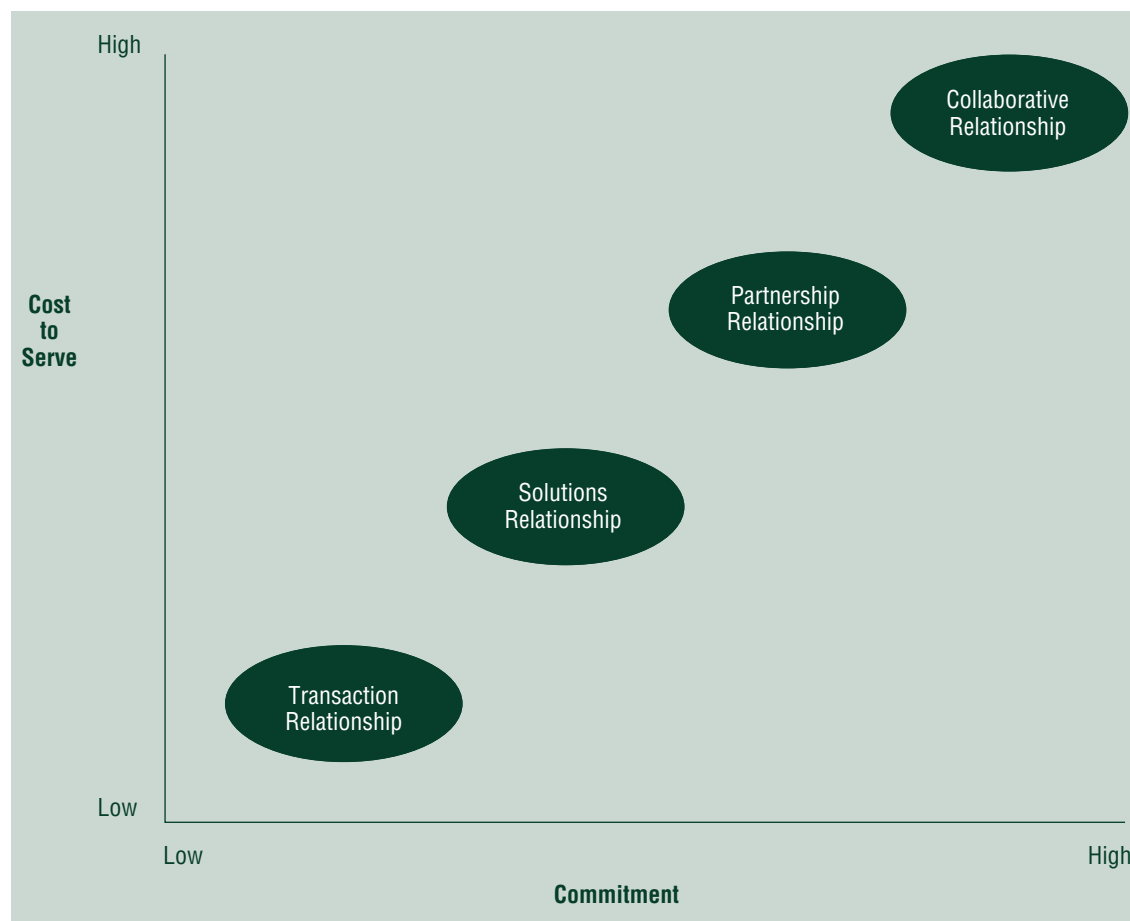 High
Collaborative
Relationship
Partnership
Relationship
Cost
to
Serve
Solutions
Relationship
Transaction
Relationship
Low
Low
High
Commitment